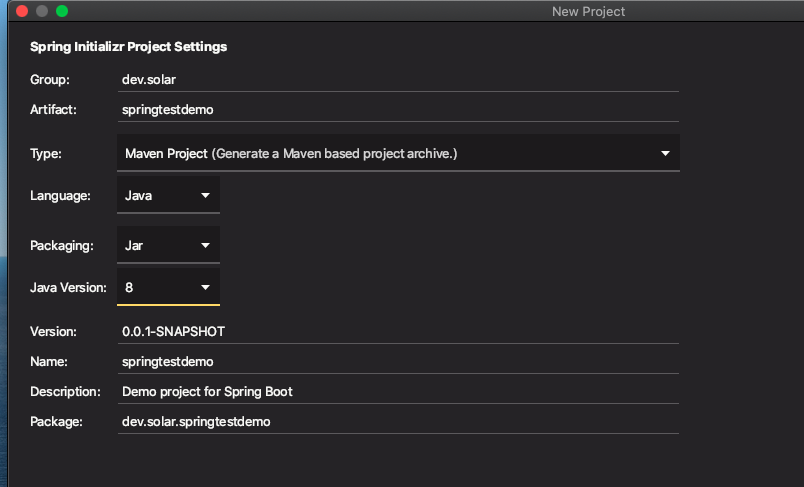 New Project
Spring Initializr Project Settings
Group: dev.solar
Artifact: springtestdemo
Type: Maven Project (Generate a Maven based project archive.)
Language: Java
Packaging: Jar
Java Version: 8
Version: 0.0.1-SNAPSHOT
Name: springtestdemo
Description: Demo project for Spring Boot
Package: dev.solar.springtestdemo